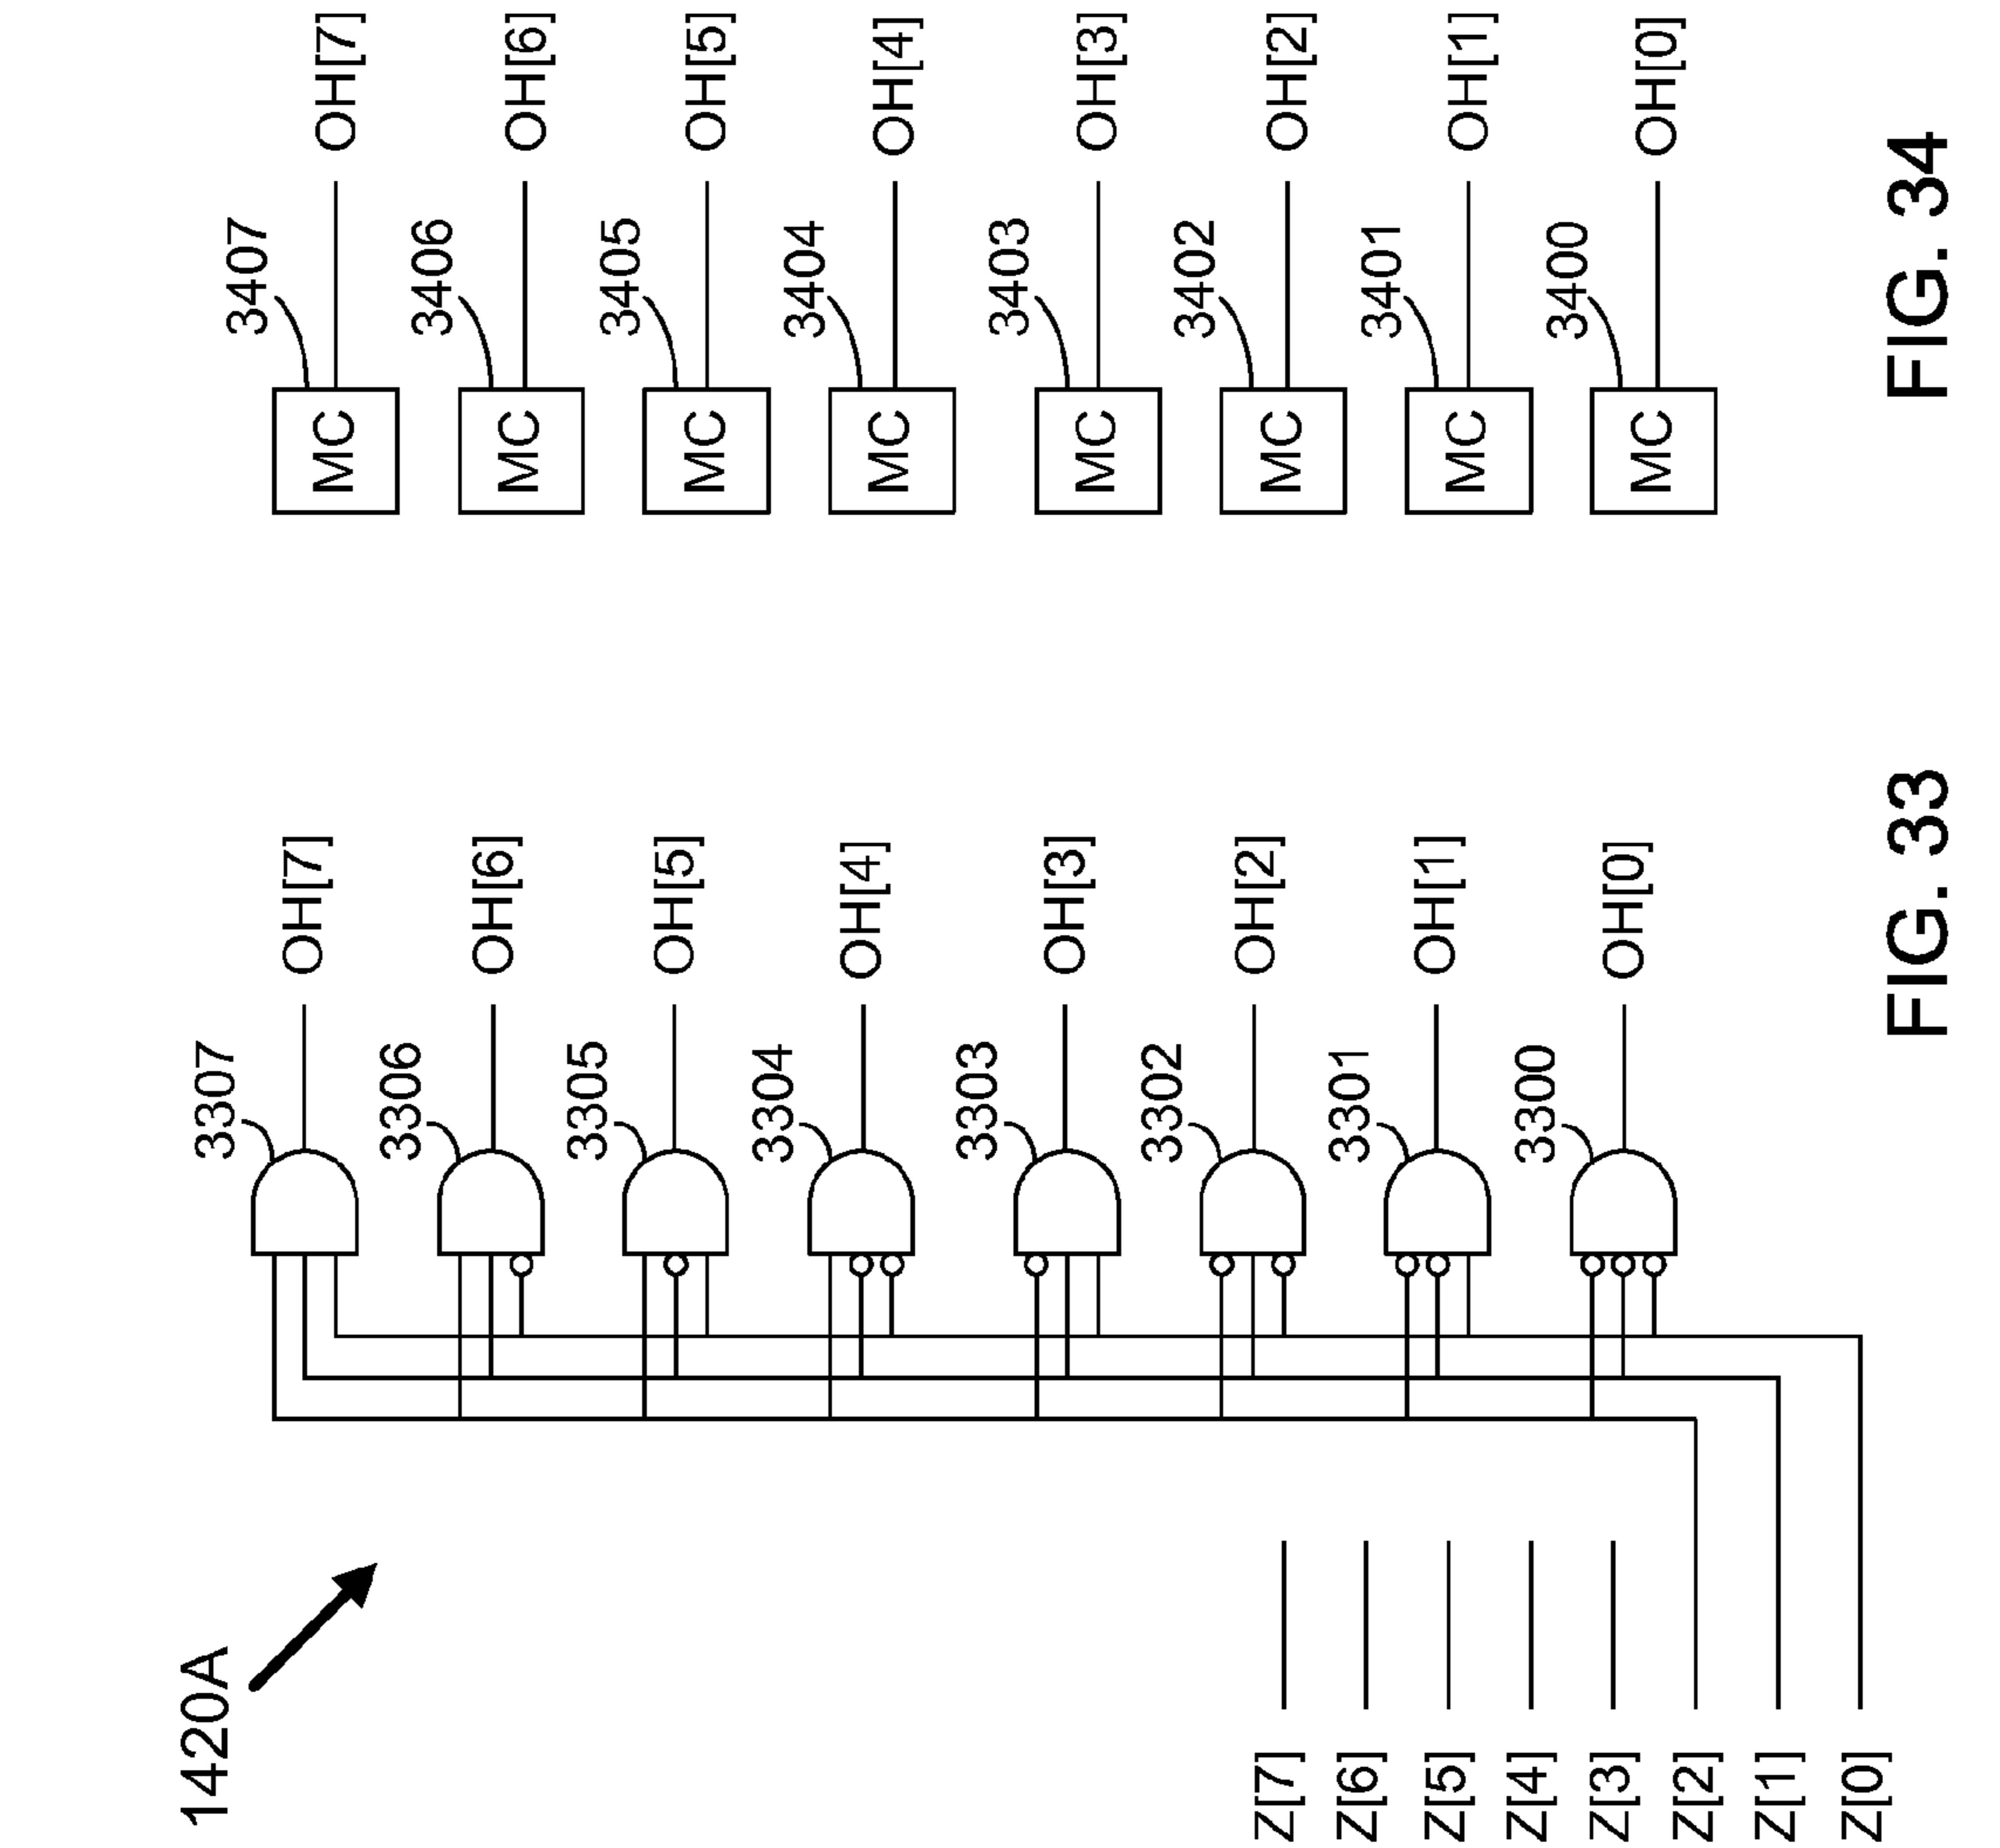 1420A
3307
OH[7]
3306
OH[6]
3305
OH[5]
3304
OH[4]
3303
OH[3]
3302
OH[2]
3301
OH[1]
3300
OH[0]
Z[7]
Z[6]
Z[5]
Z[4]
Z[3]
Z[2]
Z[1]
Z[0]
FIG. 33
3407
MC
OH[7]
3406
MC
OH[6]
3405
MC
OH[5]
3404
MC
OH[4]
3403
MC
OH[3]
3402
MC
OH[2]
3401
MC
OH[1]
3400
MC
OH[0]
FIG. 34